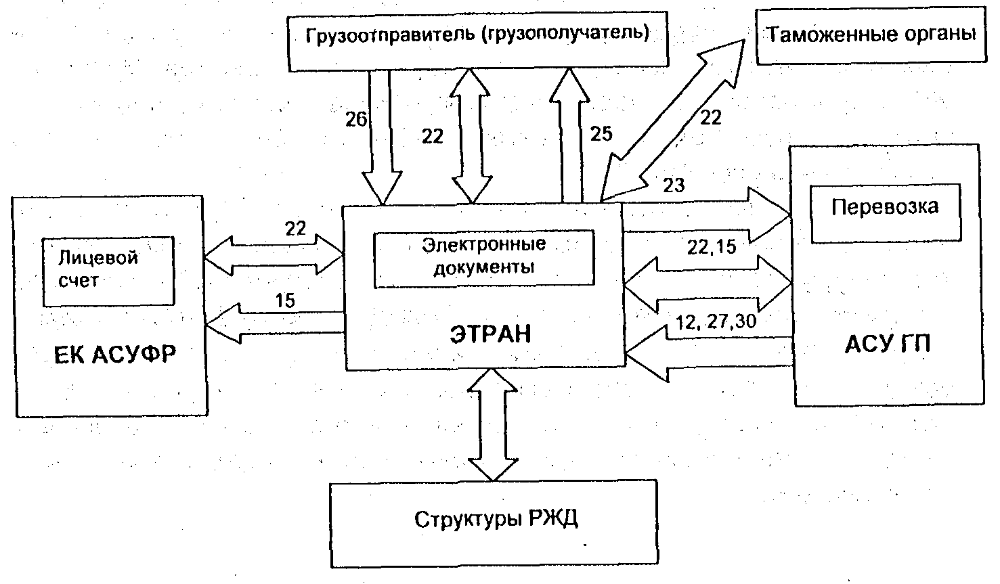 Грузоотправитель (грузополучатель)
Таможенные органы
26
22
25
22
23
Перевозка
22
Лицевой
счет
Электронные
документы
22,15
15
12, 27,30
ЕК АСУФР
ЭТРАН
АСУ ГП
Структуры РЖД